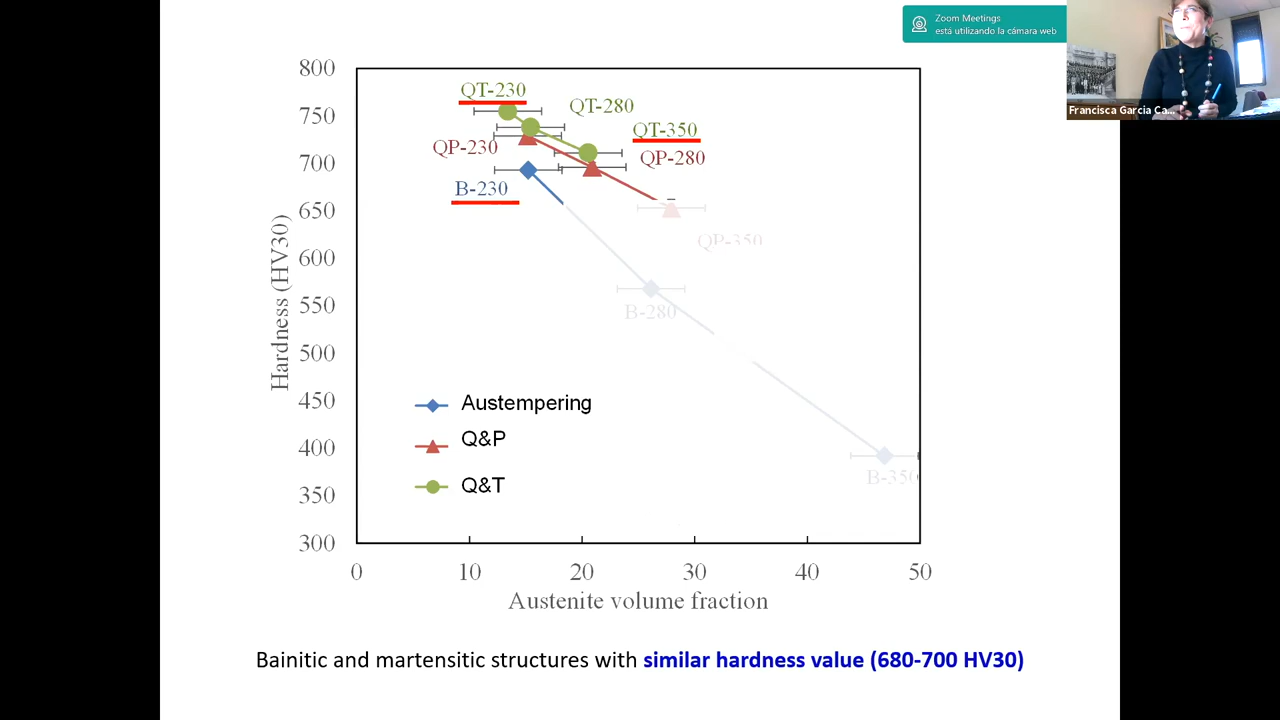 Zoom Meetings
está utilizando la cámara web
Francisca Garcia Ca...
800
750
700
650
600
550
500
450
400
350
300
Hardness (HV30)
QT-230
QT-280
QT-350
QP-230
QP-280
B-230
QP-350
B-280
B-350
Austempering
Q&P
Q&T
0 10 20 30 40 50
Austenite volume fraction
Bainitic and martensitic structures with similar hardness value (680-700 HV30)